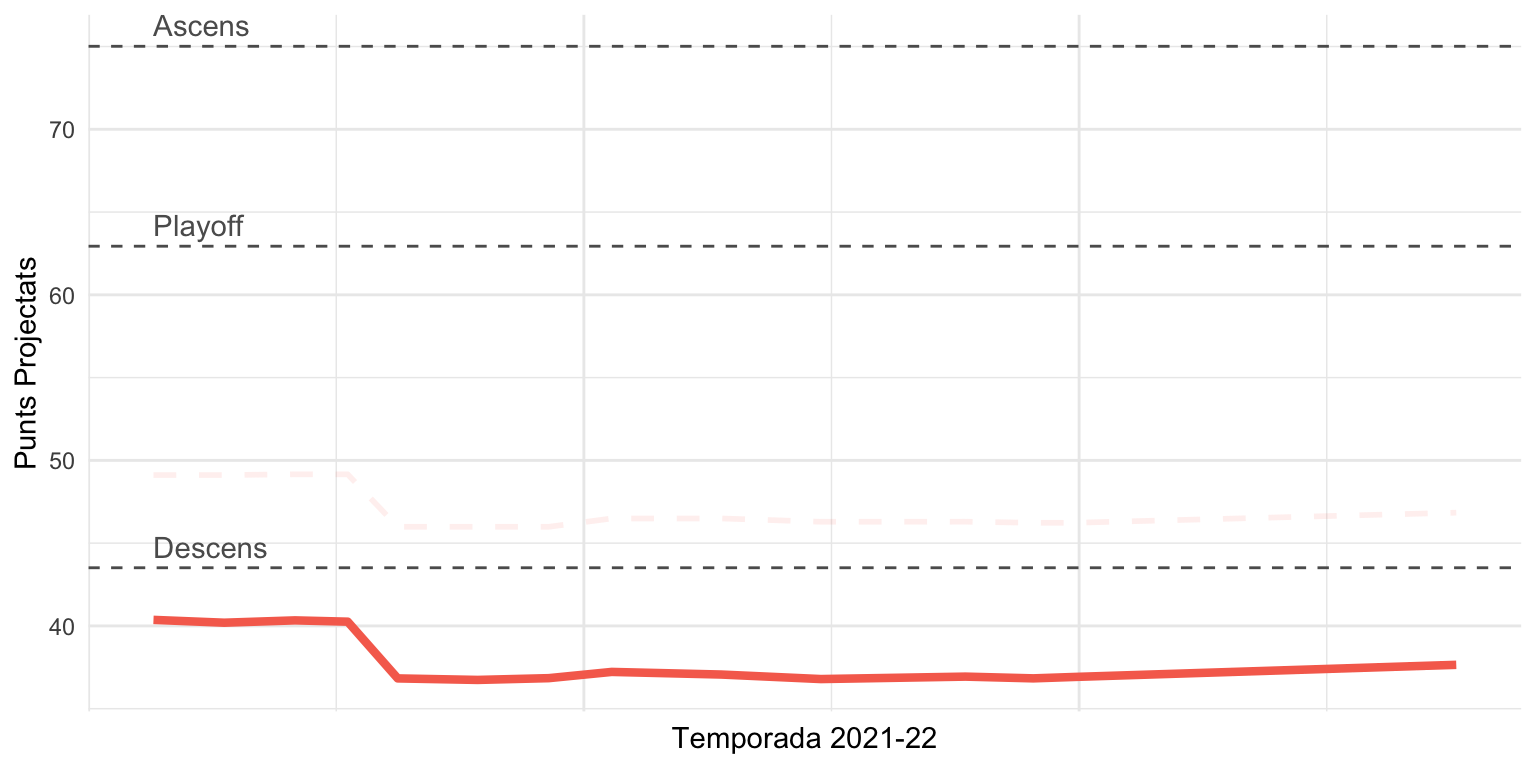 Ascens
70
Playoff
60
Punts Projectats
50
Descens
40
Temporada 2021-22